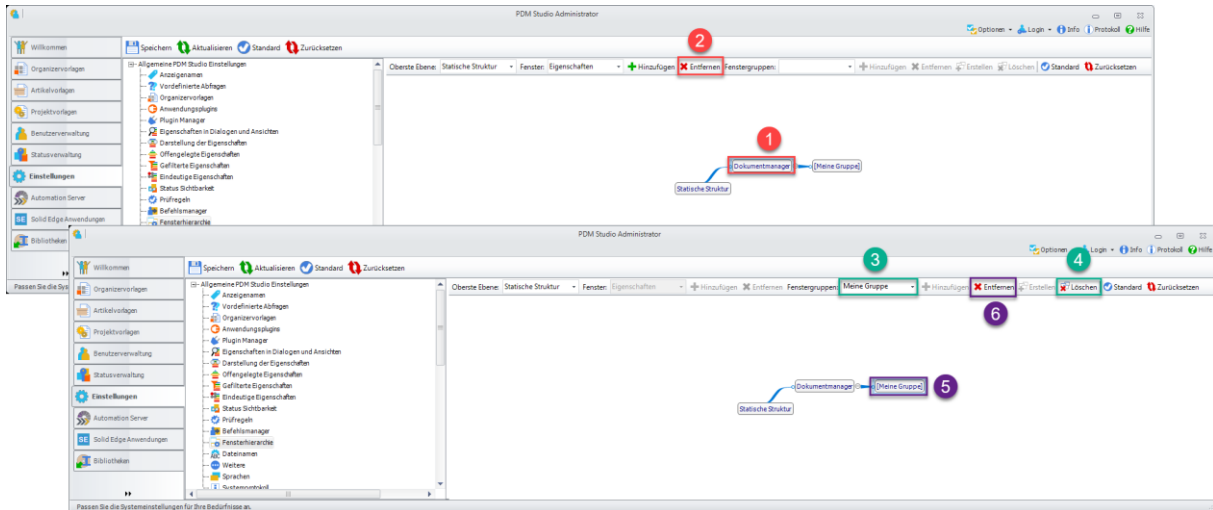 PDM Studio Administrator
Optionen Login Info Protokoll Hilfe
Willkommen
Organizervorlagen
Artikelvorlagen
Projektvorlagen
Benutzerverwaltung
Statusverwaltung
Einstellungen
Automation Server
SE Solid Edge Anwendungen
Bibliotheken
Passen Sie die Sys
Speichern Aktualisieren Standard Zurücksetzen
Allgemeine PDM Studio Einstellungen
Anzeigenamen
Vordefinierte Abfragen
Organizervorlagen
Anwendungsplugins
Plugin Manager
Eigenschaften in Dialogen und Ansichten
Darstellung der Eigenschaften
Offengelegte Eigenschaften
Gefilterte Eigenschaften
Eindeutige Eigenschaften
Status Sichtbarkeit
Prüfregeln
Befehlsmanager
Fensterhierarchie
2
Oberste Ebene: Statische Struktur Fenster: Eigenschaften Hinzufügen Entfernen Fenstergruppen: Hinzufügen Entfernen Erstellen Löschen Standard Zurücksetzen
1
Dokumentmanager [Meine Gruppe]
Statische Struktur
PDM Studio Administrator
Optionen Login Info Protokoll Hilfe
Willkommen
Organizervorlagen
Artikelvorlagen
Projektvorlagen
Benutzerverwaltung
Statusverwaltung
Einstellungen
Automation Server
SE Solid Edge Anwendungen
Bibliotheken
Speichern Aktualisieren Standard Zurücksetzen
Allgemeine PDM Studio Einstellungen
Anzeigenamen
Vordefinierte Abfragen
Organizervorlagen
Anwendungsplugins
Plugin Manager
Eigenschaften in Dialogen und Ansichten
Darstellung der Eigenschaften
Offengelegte Eigenschaften
Gefilterte Eigenschaften
Eindeutige Eigenschaften
Status Sichtbarkeit
Prüfregeln
Befehlsmanager
Fensterhierarchie
Dateinamen
Weitere
Sprachen
Systemprotokoll
3
4
Oberste Ebene: Statische Struktur Fenster: Eigenschaften Hinzufügen Entfernen Fenstergruppen: Meine Gruppe Hinzufügen Entfernen Erstellen Löschen Standard Zurücksetzen
6
Dokumentmanager [Meine Gruppe] 5
Statische Struktur
Passen Sie die Systemeinstellungen für Ihre Bedürfnisse an.